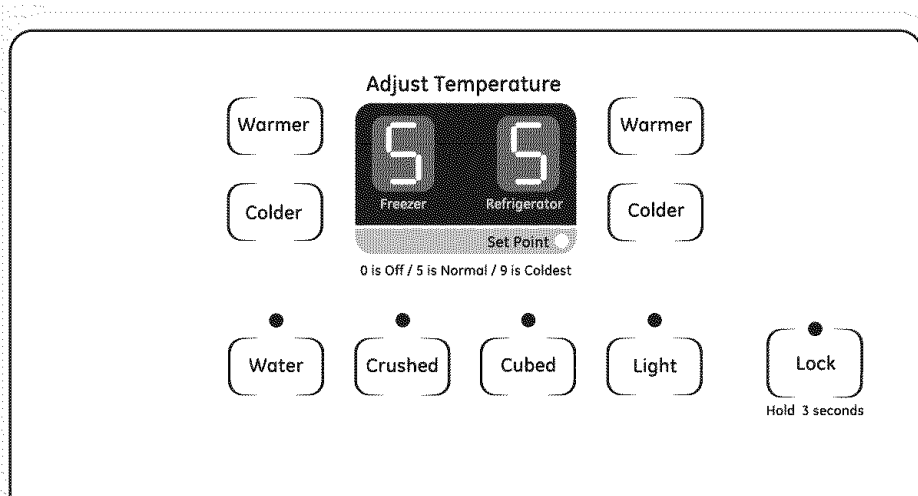 Adjust Temperature
Warmer
5 5
Warmer
Freezer Refrigerator
Colder
Colder
Set Point
0 is Off / 5 is Normal / 9 is Coldest
Water
Crushed
Cubed
Light
Lock
Hold 3 seconds